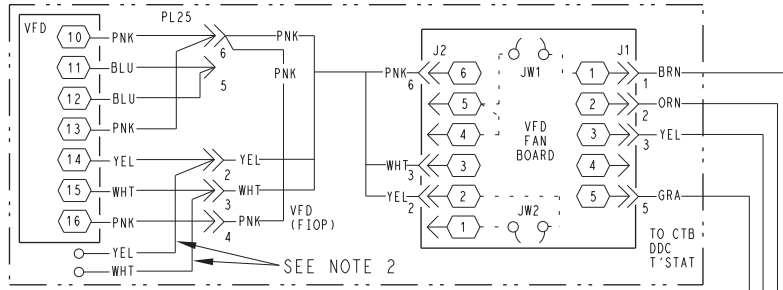 VFD
PL25
10 PNK
6
PNK
11 BLU
5
PNK
12 BLU
13 PNK
14 YEL
2
YEL
15 WHT
3
WHT
16 PNK
4
PNK
VFD
(FIOP)
YEL
WHT
SEE NOTE 2
J2
J1
PNK
6
6
JW1
1
1
BRN
5
2
2
ORN
4
VFD
FAN
BOARD
3
3
YEL
WHT
3
3
4
YEL
2
2
JW2
5
5
GRA
1
TO CTB
DDC
T'STAT